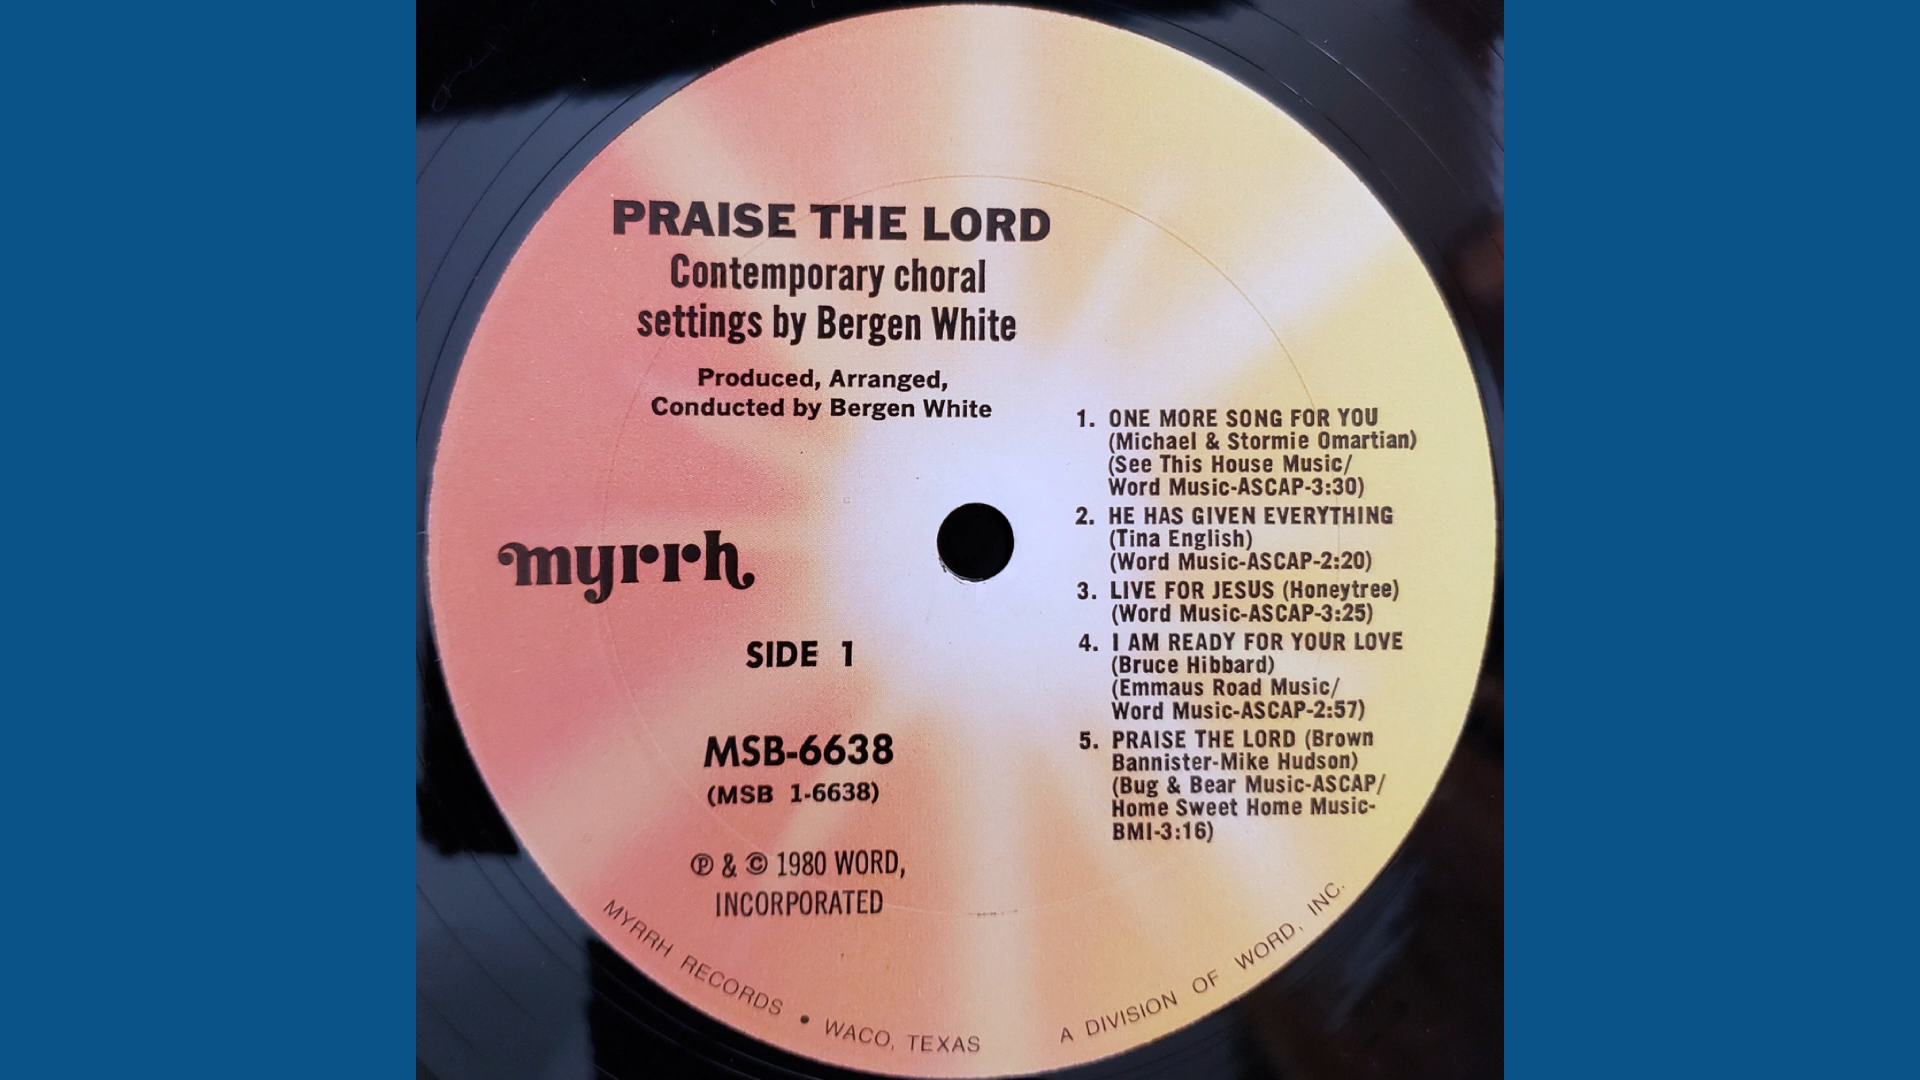 PRAISE THE LORD
Contemporary choral
settings by Bergen White
Produced, Arranged,
Conducted by Bergen White
myrrh
SIDE 1
MSB-6638
(MSB 1-6638)
℗ & © 1980 WORD,
INCORPORATED
1. ONE MORE SONG FOR YOU
(Michael & Stormie Omartian)
(See This House Music/
Word Music-ASCAP-3:30)
2. HE HAS GIVEN EVERYTHING
(Tina English)
(Word Music-ASCAP-2:20)
3. LIVE FOR JESUS (Honeytree)
(Word Music-ASCAP-3:25)
4. I AM READY FOR YOUR LOVE
(Bruce Hibbard)
(Emmaus Road Music/
Word Music-ASCAP-2:57)
5. PRAISE THE LORD (Brown
Bannister-Mike Hudson)
(Bug & Bear Music-ASCAP/
Home Sweet Home Music-
BMI-3:16)
MYRRH RECORDS • WACO, TEXAS A DIVISION OF WORD, INC.